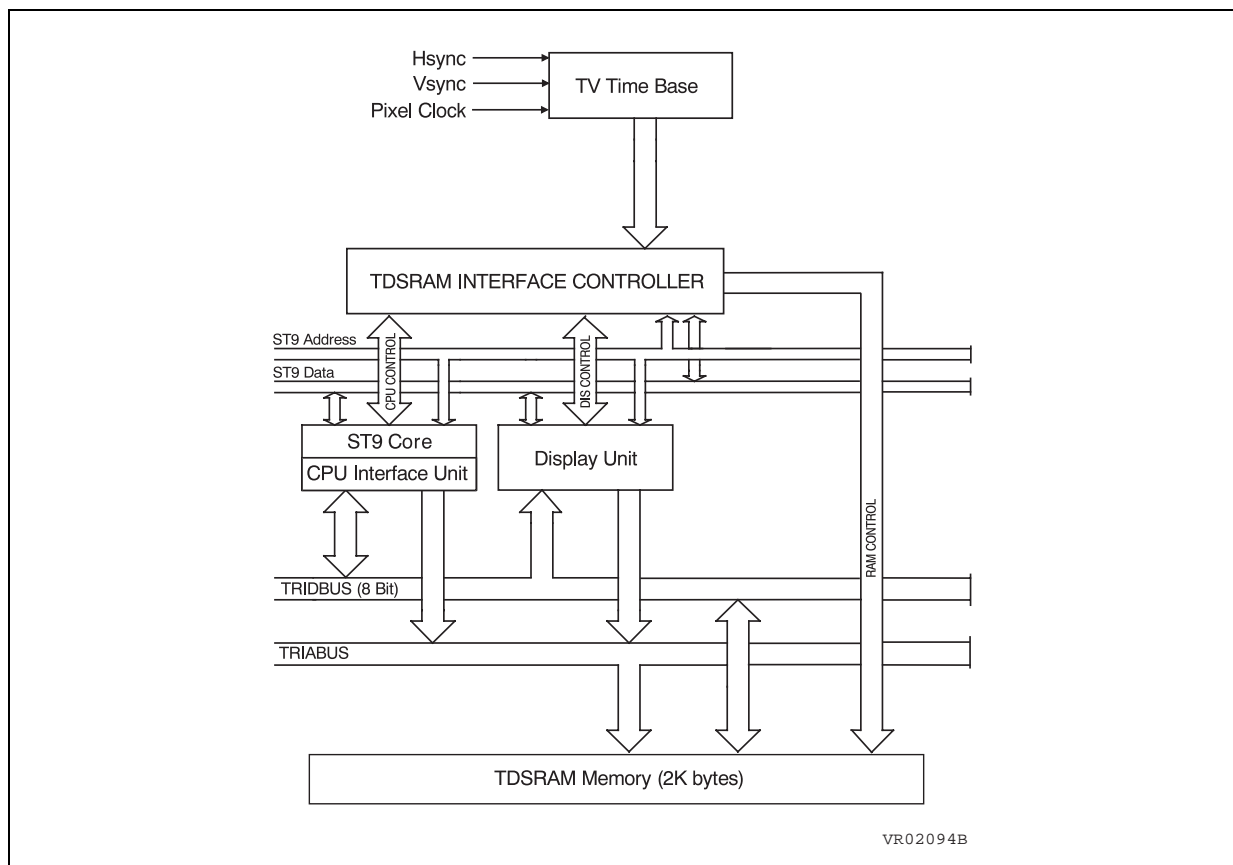 Hsync
Vsync
Pixel Clock
TV Time Base
TDSRAM INTERFACE CONTROLLER
ST9 Address
ST9 Data
CPU CONTROL
DIS CONTROL
ST9 Core
CPU Interface Unit
Display Unit
RAM CONTROL
TRIDBUS (8 Bit)
TRIABUS
TDSRAM Memory (2K bytes)
VR02094B